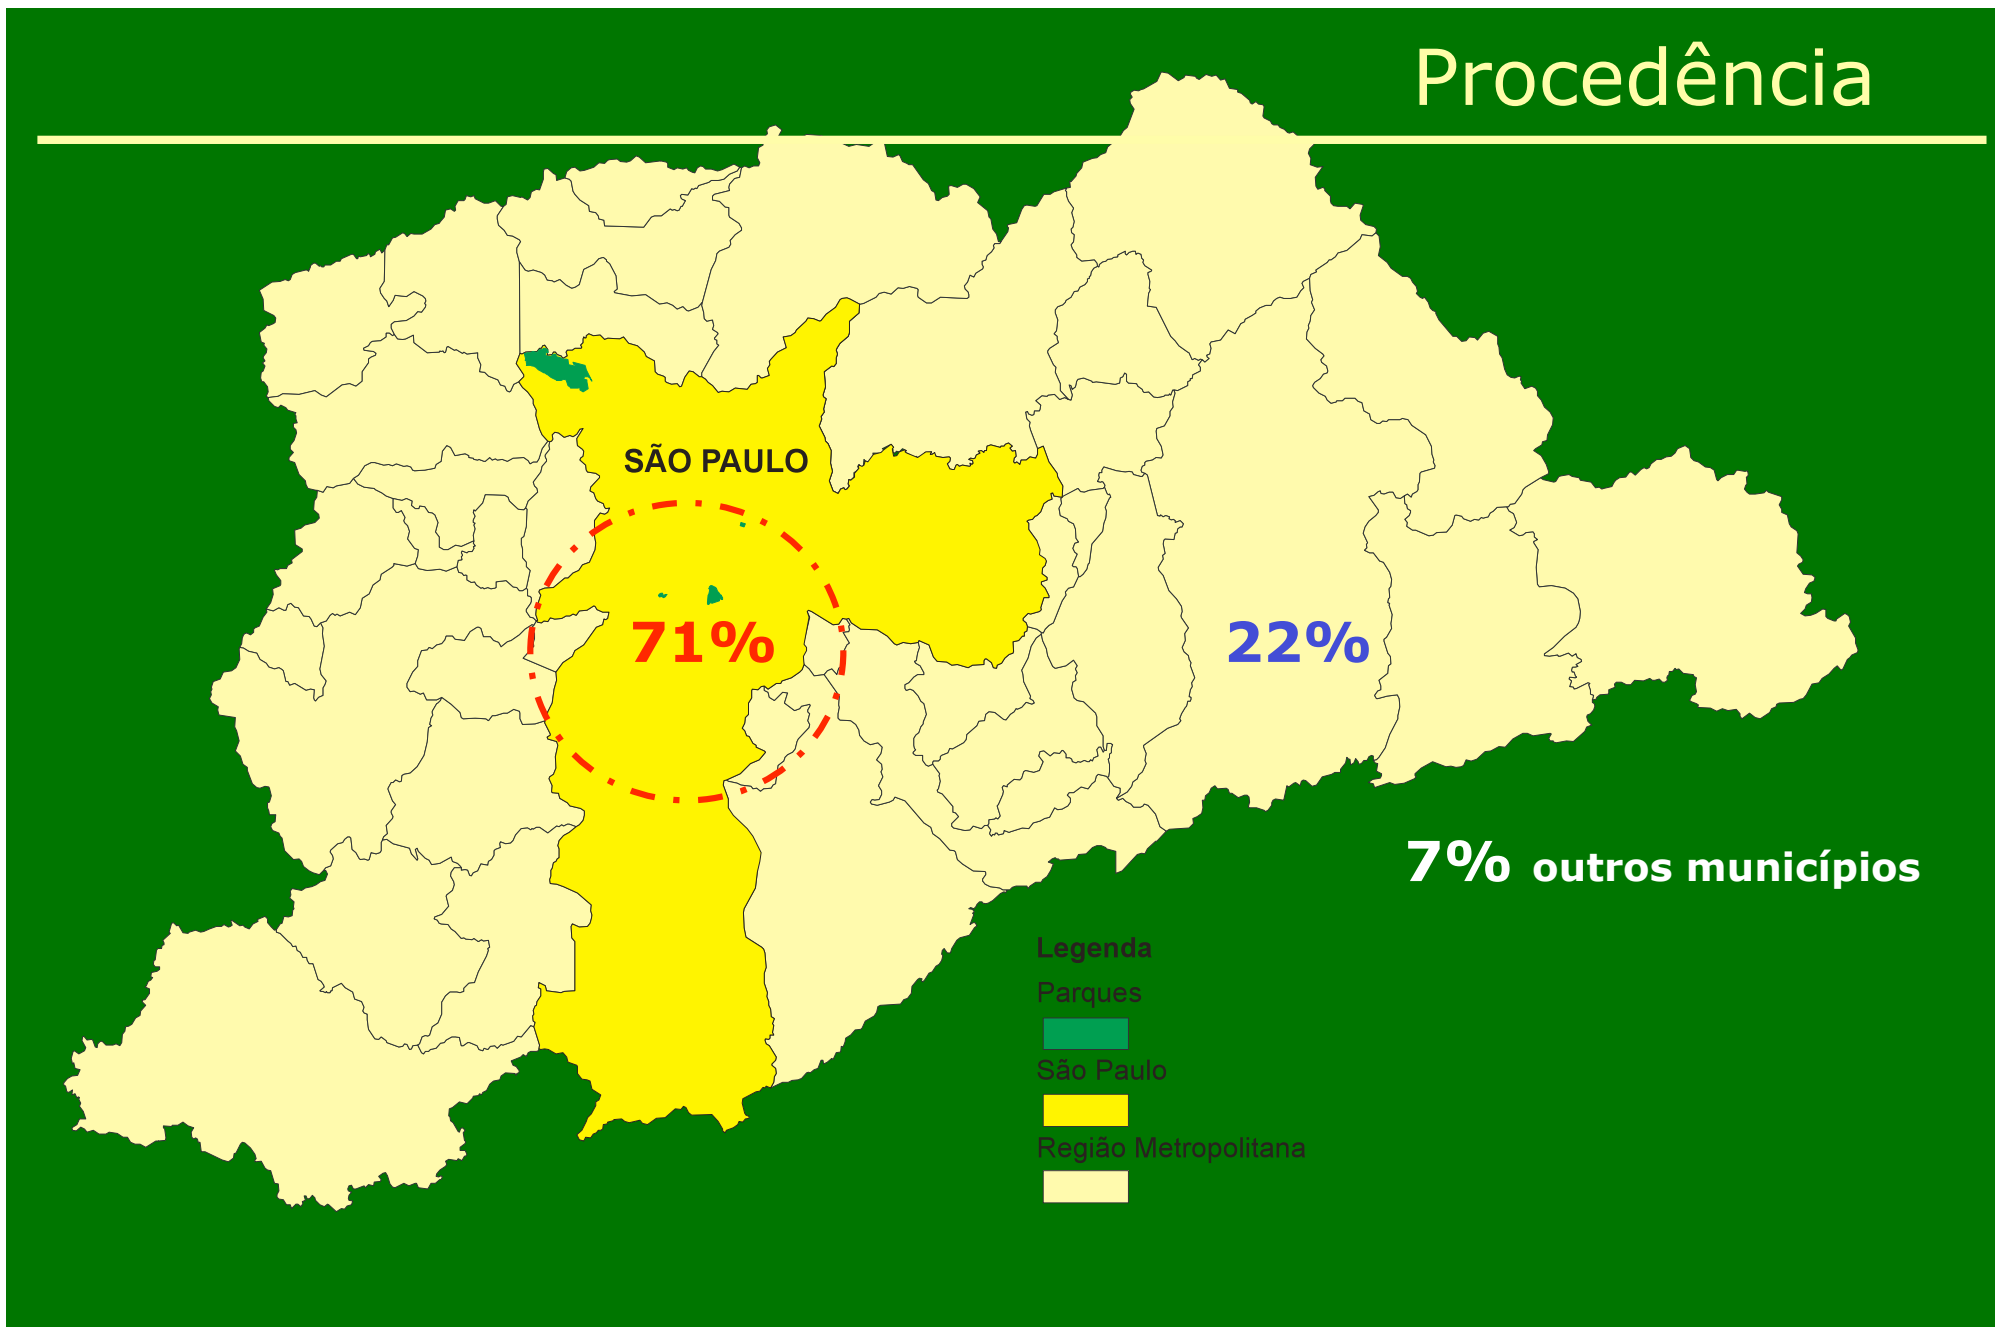 Procedência
SÃO PAULO
71%
22%
7% outros municípios
Legenda
Parques
São Paulo
Região Metropolitana